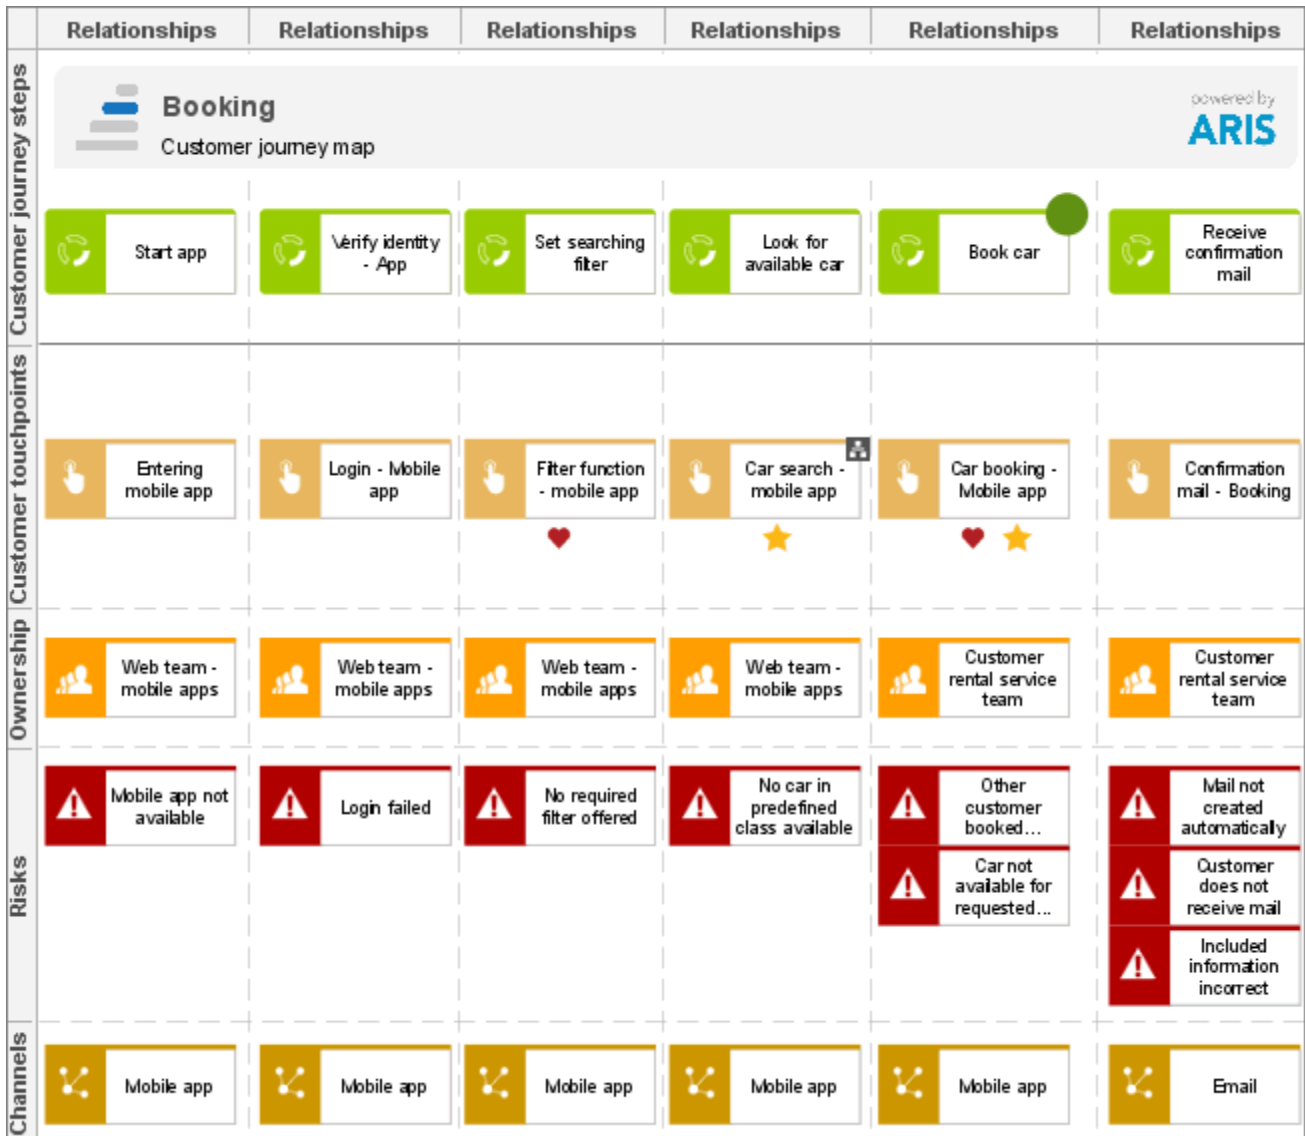 Relationships
Relationships
Relationships
Relationships
Relationships
Relationships
Customer journey steps
Booking
Customer journey map
powered by
ARIS
Start app
Verify identity
- App
Set searching
filter
Look for
available car
Book car
Receive
confirmation
mail
Customer touchpoints
Entering
mobile app
Login - Mobile
app
Filter function
- mobile app
Car search -
mobile app
Car booking -
Mobile app
Confirmation
mail - Booking
Ownership
Web team -
mobile apps
Web team -
mobile apps
Web team -
mobile apps
Web team -
mobile apps
Customer
rental service
team
Customer
rental service
team
Risks
Mobile app not
available
Login failed
No required
filter offered
No car in
predefined
class available
Other
customer
booked...
Car not
available for
requested...
Mail not
created
automatically
Customer
does not
receive mail
Included
information
incorrect
Channels
Mobile app
Mobile app
Mobile app
Mobile app
Mobile app
Email